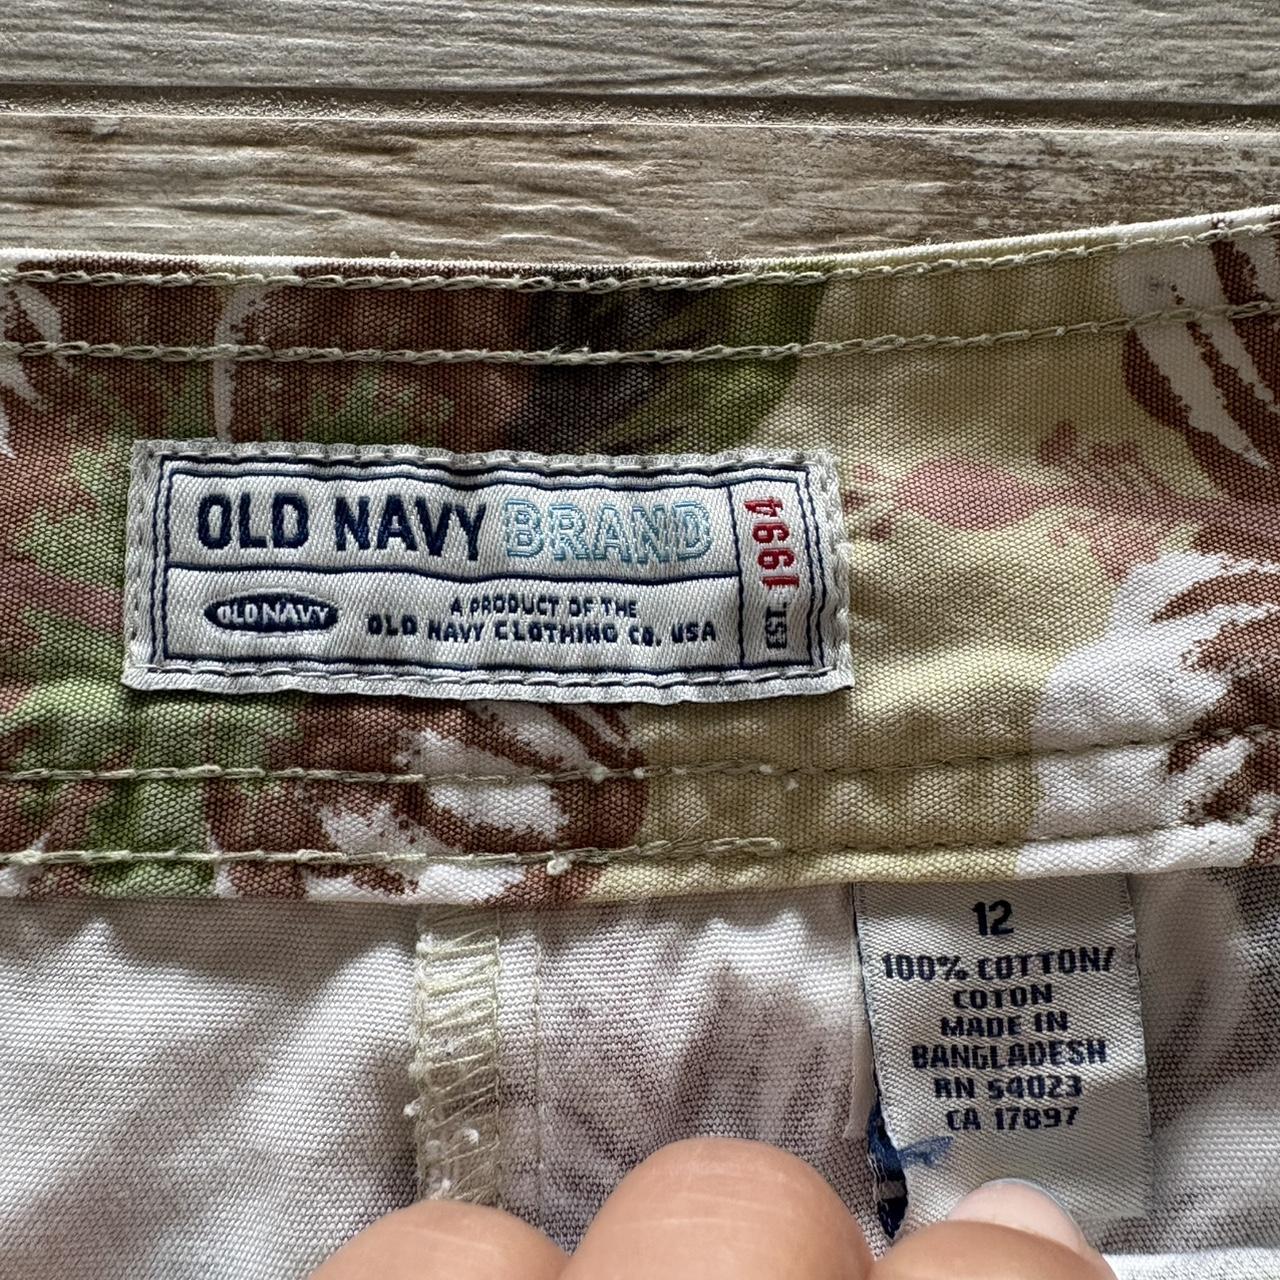 OLD NAVY BRAND
OLD NAVY
A PRODUCT OF THE
OLD NAVY CLOTHING CO. USA
EST. 1994
12
100% COTTON/
COTON
MADE IN
BANGLADESH
RN 54023
CA 17897